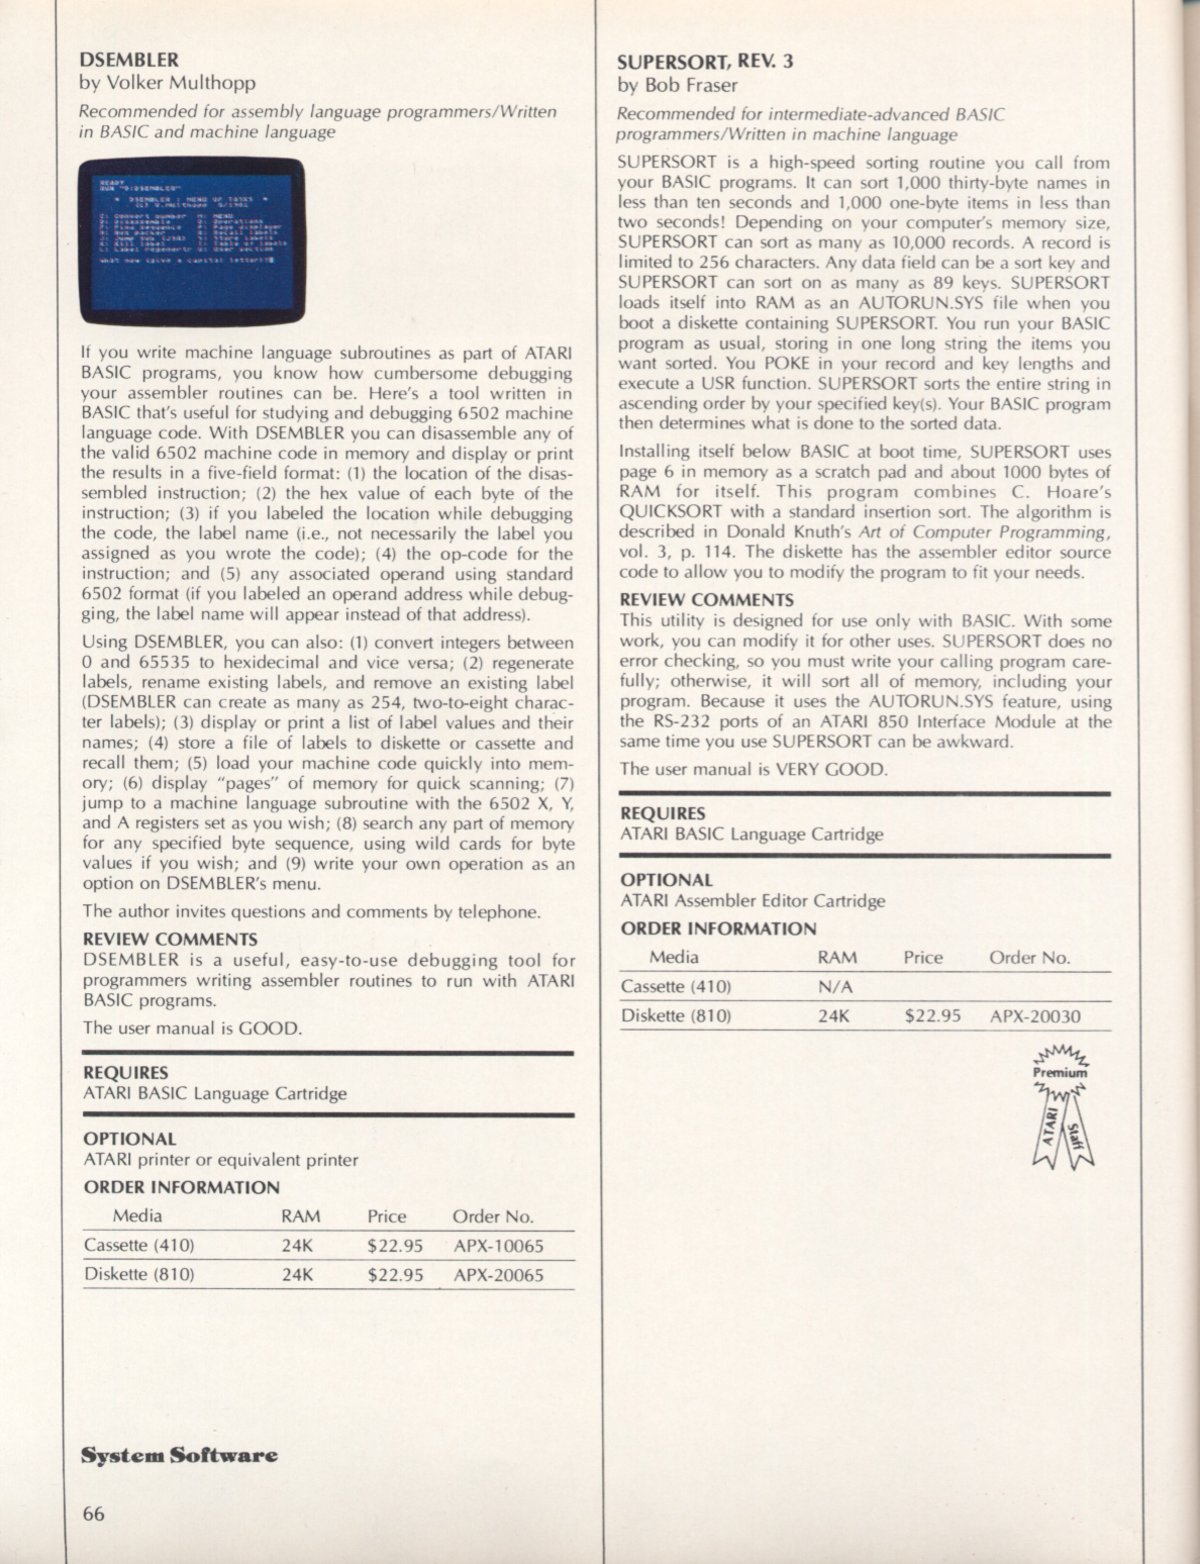 DSEMBLER
by Volker Multhopp
Recommended for assembly language programmers/Written
in BASIC and machine language
READY
RUN "D:DSEMBLER"
If you write machine language subroutines as part of ATARI
BASIC programs, you know how cumbersome debugging
your assembler routines can be. Here's a tool written in
BASIC that's useful for studying and debugging 6502 machine
language code. With DSEMBLER you can disassemble any of
the valid 6502 machine code in memory and display or print
the results in a five-field format: (1) the location of the disas-
sembled instruction; (2) the hex value of each byte of the
instruction; (3) if you labeled the location while debugging
the code, the label name (i.e., not necessarily the label you
assigned as you wrote the code); (4) the op-code for the
instruction; and (5) any associated operand using standard
6502 format (if you labeled an operand address while debug-
ging, the label name will appear instead of that address).
Using DSEMBLER, you can also: (1) convert integers between
0 and 65535 to hexidecimal and vice versa; (2) regenerate
labels, rename existing labels, and remove an existing label
(DSEMBLER can create as many as 254, two-to-eight charac-
ter labels); (3) display or print a list of label values and their
names; (4) store a file of labels to diskette or cassette and
recall them; (5) load your machine code quickly into mem-
ory; (6) display "pages" of memory for quick scanning; (7)
jump to a machine language subroutine with the 6502 X, Y,
and A registers set as you wish; (8) search any part of memory
for any specified byte sequence, using wild cards for byte
values if you wish; and (9) write your own operation as an
option on DSEMBLER's menu.
The author invites questions and comments by telephone.
REVIEW COMMENTS
DSEMBLER is a useful, easy-to-use debugging tool for
programmers writing assembler routines to run with ATARI
BASIC programs.
The user manual is GOOD.
REQUIRES
ATARI BASIC Language Cartridge
OPTIONAL
ATARI printer or equivalent printer
ORDER INFORMATION
Media RAM Price Order No.
Cassette (410) 24K $22.95 APX-10065
Diskette (810) 24K $22.95 APX-20065
System Software
66
SUPERSORT, REV. 3
by Bob Fraser
Recommended for intermediate-advanced BASIC
programmers/Written in machine language
SUPERSORT is a high-speed sorting routine you call from
your BASIC programs. It can sort 1,000 thirty-byte names in
less than ten seconds and 1,000 one-byte items in less than
two seconds! Depending on your computer's memory size,
SUPERSORT can sort as many as 10,000 records. A record is
limited to 256 characters. Any data field can be a sort key and
SUPERSORT can sort on as many as 89 keys. SUPERSORT
loads itself into RAM as an AUTORUN.SYS file when you
boot a diskette containing SUPERSORT. You run your BASIC
program as usual, storing in one long string the items you
want sorted. You POKE in your record and key lengths and
execute a USR function. SUPERSORT sorts the entire string in
ascending order by your specified key(s). Your BASIC program
then determines what is done to the sorted data.
Installing itself below BASIC at boot time, SUPERSORT uses
page 6 in memory as a scratch pad and about 1000 bytes of
RAM for itself. This program combines C. Hoare's
QUICKSORT with a standard insertion sort. The algorithm is
described in Donald Knuth's Art of Computer Programming,
vol. 3, p. 114. The diskette has the assembler editor source
code to allow you to modify the program to fit your needs.
REVIEW COMMENTS
This utility is designed for use only with BASIC. With some
work, you can modify it for other uses. SUPERSORT does no
error checking, so you must write your calling program care-
fully; otherwise, it will sort all of memory, including your
program. Because it uses the AUTORUN.SYS feature, using
the RS-232 ports of an ATARI 850 Interface Module at the
same time you use SUPERSORT can be awkward.
The user manual is VERY GOOD.
REQUIRES
ATARI BASIC Language Cartridge
OPTIONAL
ATARI Assembler Editor Cartridge
ORDER INFORMATION
Media RAM Price Order No.
Cassette (410) N/A
Diskette (810) 24K $22.95 APX-20030
Premium
ATARI
Staff